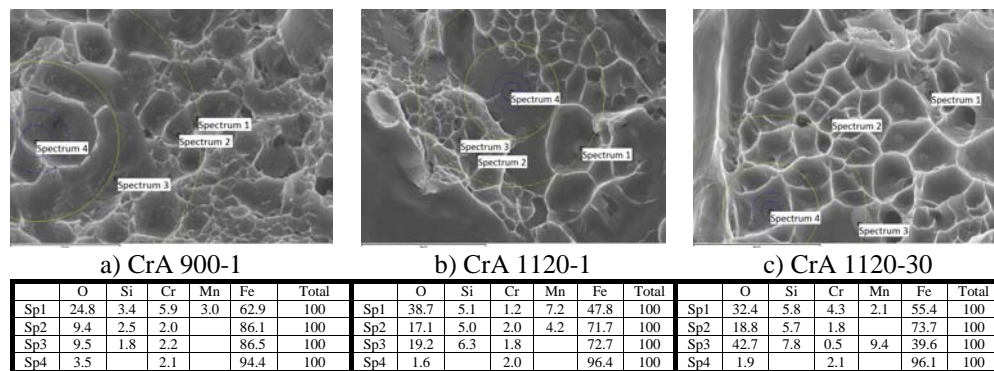 Spectrum 1
Spectrum 2
Spectrum 4
Spectrum 3
Spectrum 4
Spectrum 3
Spectrum 1
Spectrum 2
Spectrum 1
Spectrum 2
Spectrum 4
Spectrum 3
a) CrA 900-1 b) CrA 1120-1 c) CrA 1120-30
O Si Cr Mn Fe Total O Si Cr Mn Fe Total O Si Cr Mn Fe Total
Sp1 24.8 3.4 5.9 3.0 62.9 100 Sp1 38.7 5.1 1.2 7.2 47.8 100 Sp1 32.4 5.8 4.3 2.1 55.4 100
Sp2 9.4 2.5 2.0 86.1 100 Sp2 17.1 5.0 2.0 4.2 71.7 100 Sp2 18.8 5.7 1.8 73.7 100
Sp3 9.5 1.8 2.2 86.5 100 Sp3 19.2 6.3 1.8 72.7 100 Sp3 42.7 7.8 0.5 9.4 39.6 100
Sp4 3.5 2.1 94.4 100 Sp4 1.6 2.0 96.4 100 Sp4 1.9 2.1 96.1 100